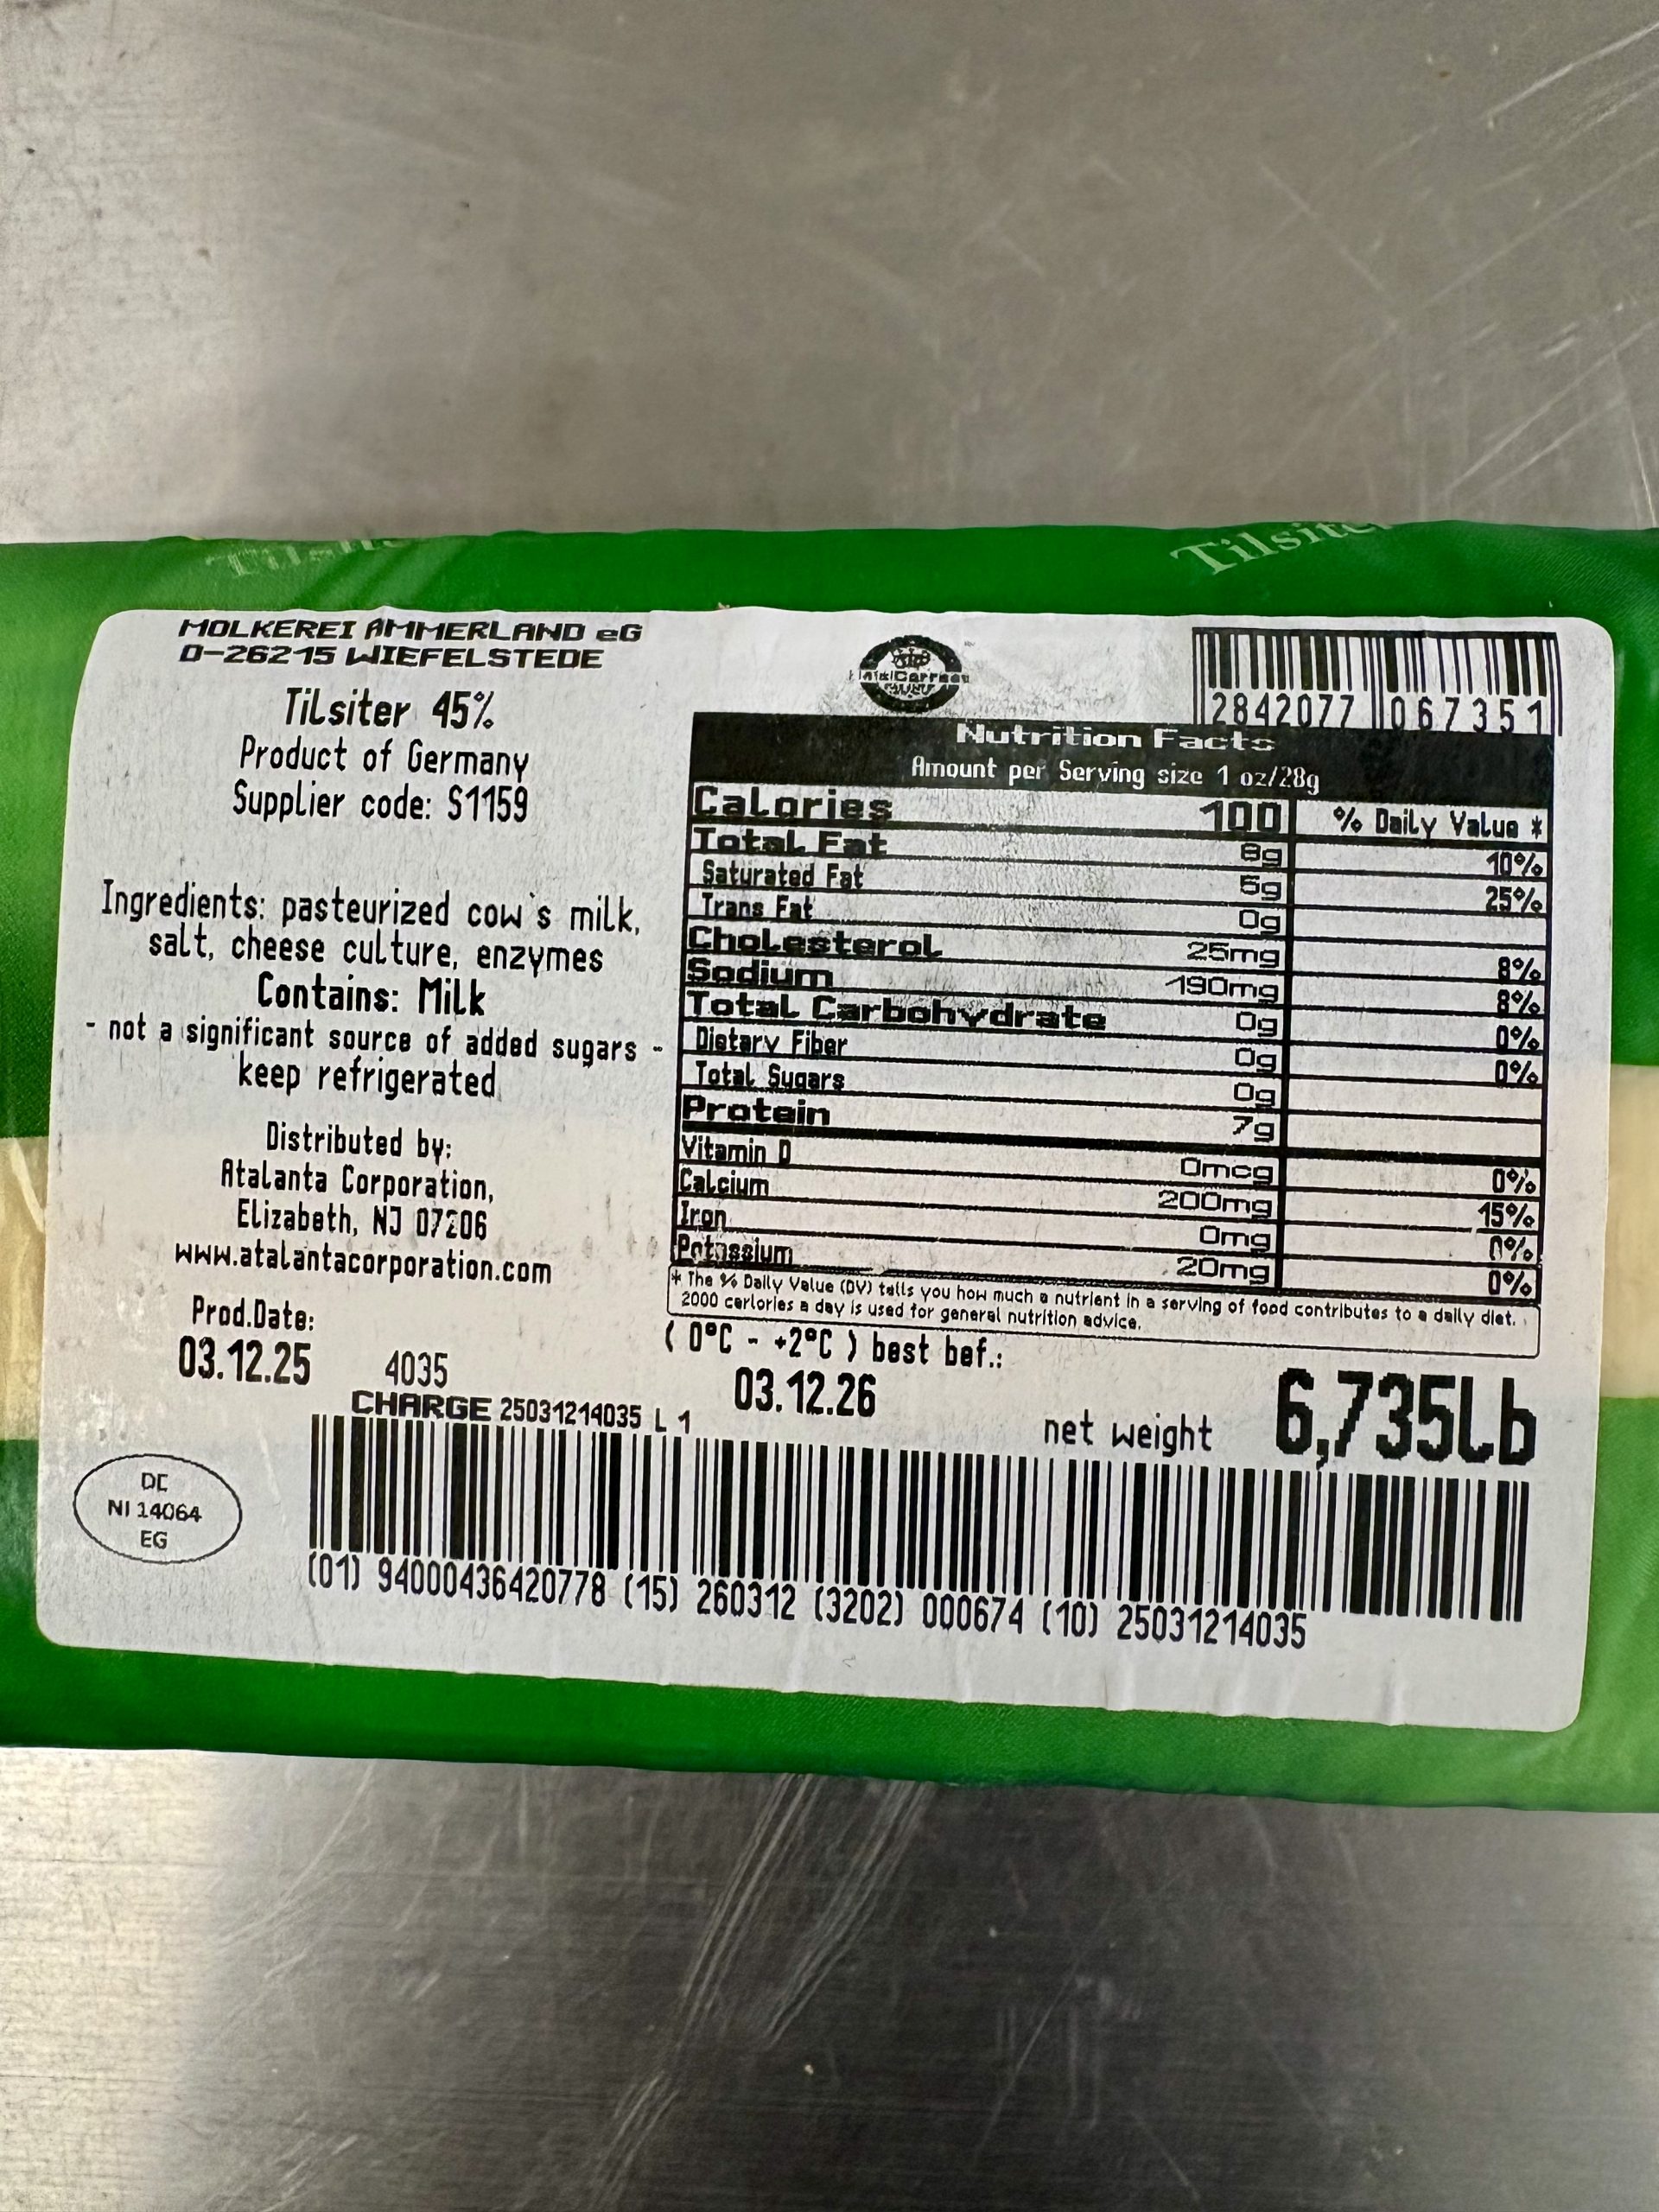 Tilsiter
MOLKEREI AMMERLAND eG
D-26215 WIEFELSTEDE
Tilsiter 45%
Product of Germany
Supplier code: S1159
Ingredients: pasteurized cow's milk,
salt, cheese culture, enzymes
Contains: Milk
- not a significant source of added sugars -
keep refrigerated
Distributed by:
Atalanta Corporation,
Elizabeth, NJ 07206
www.atalantacorporation.com
Prod.Date:
03.12.25 4035
CHARGE 25031214035 L 1
DE
NI 14064
EG
2842077 067351
Nutrition Facts
Amount per Serving size 1 oz/28g
Calories 100 % Daily Value *
Total Fat 8g 10%
Saturated Fat 5g 25%
Trans Fat 0g
Cholesterol 25mg 8%
Sodium 190mg 8%
Total Carbohydrate 0g 0%
Dietary Fiber 0g 0%
Total Sugars 0g
Protein 7g
Vitamin D 0mcg 0%
Calcium 200mg 15%
Iron 0mg 0%
Potassium 20mg 0%
* The % Daily Value (DV) tells you how much a nutrient in a serving of food contributes to a daily diet.
2000 carlories a day is used for general nutrition advice.
( 0°C - +2°C ) best bef.:
03.12.26
net weight 6,735Lb
(01) 94000436420778 (15) 260312 (3202) 000674 (10) 25031214035